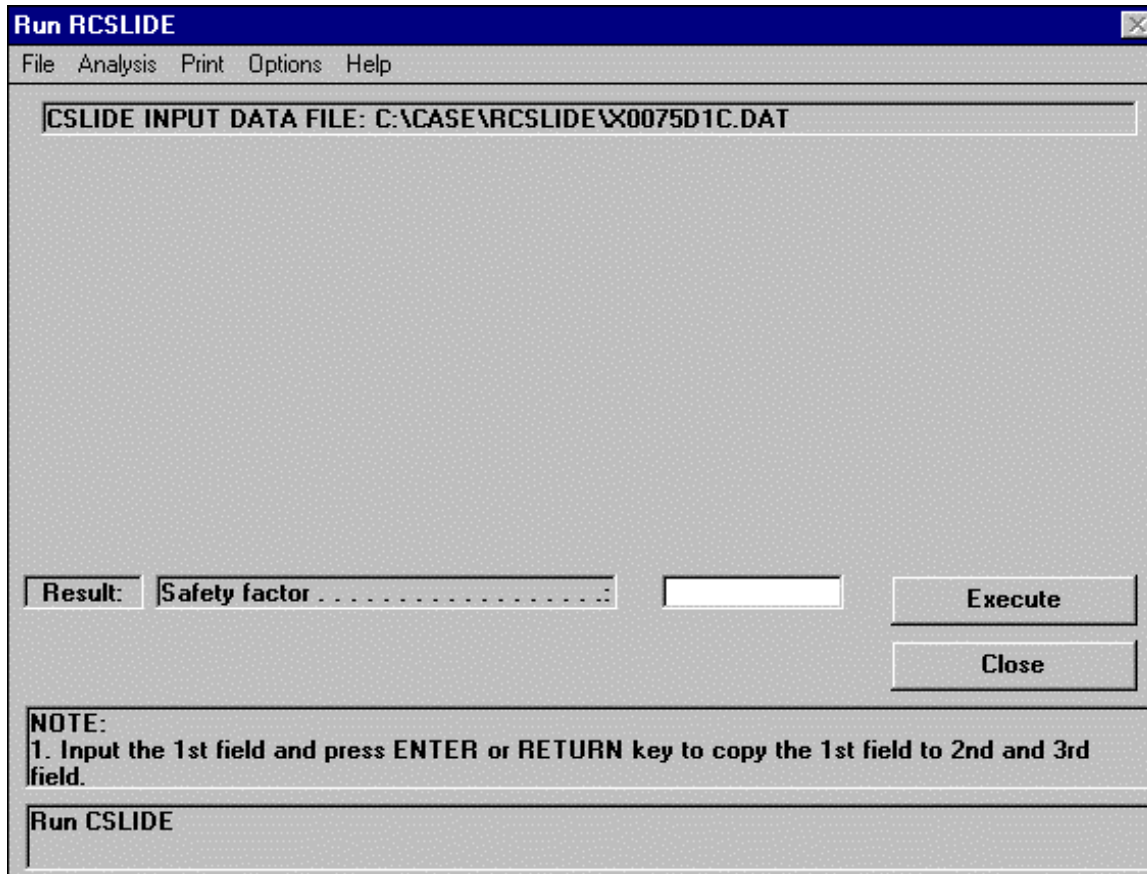 Run RCSLIDE
File Analysis Print Options Help
CSLIDE INPUT DATA FILE: C:\CASE\RCSLIDE\X0075D1C.DAT
Result: Safety factor . . . . . . . . . . . . . . . . . .: Execute
Close
NOTE:
1. Input the 1st field and press ENTER or RETURN key to copy the 1st field to 2nd and 3rd
field.
Run CSLIDE